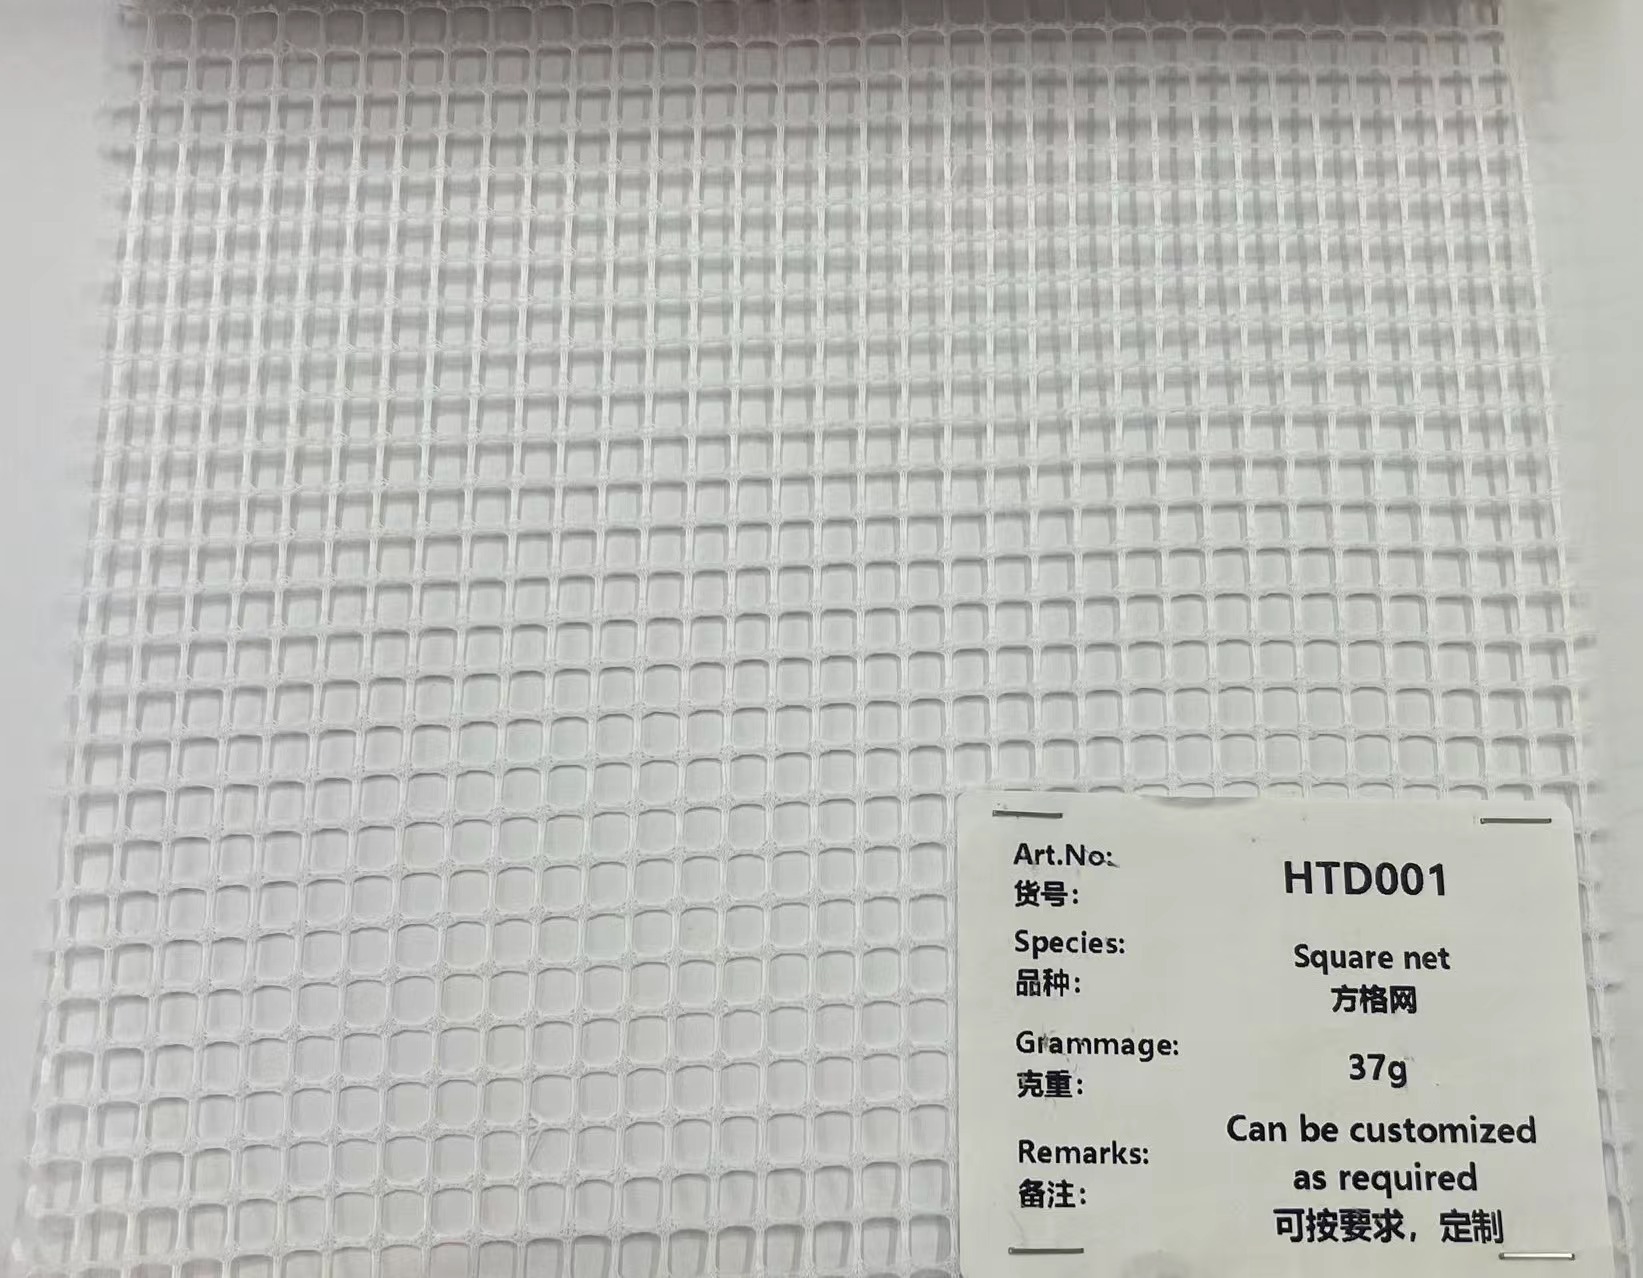 Art.No:
货号：
HTD001
Species:
品种：
Square net
方格网
Grammage:
克重：
37g
Remarks:
备注：
Can be customized
as required
可按要求，定制